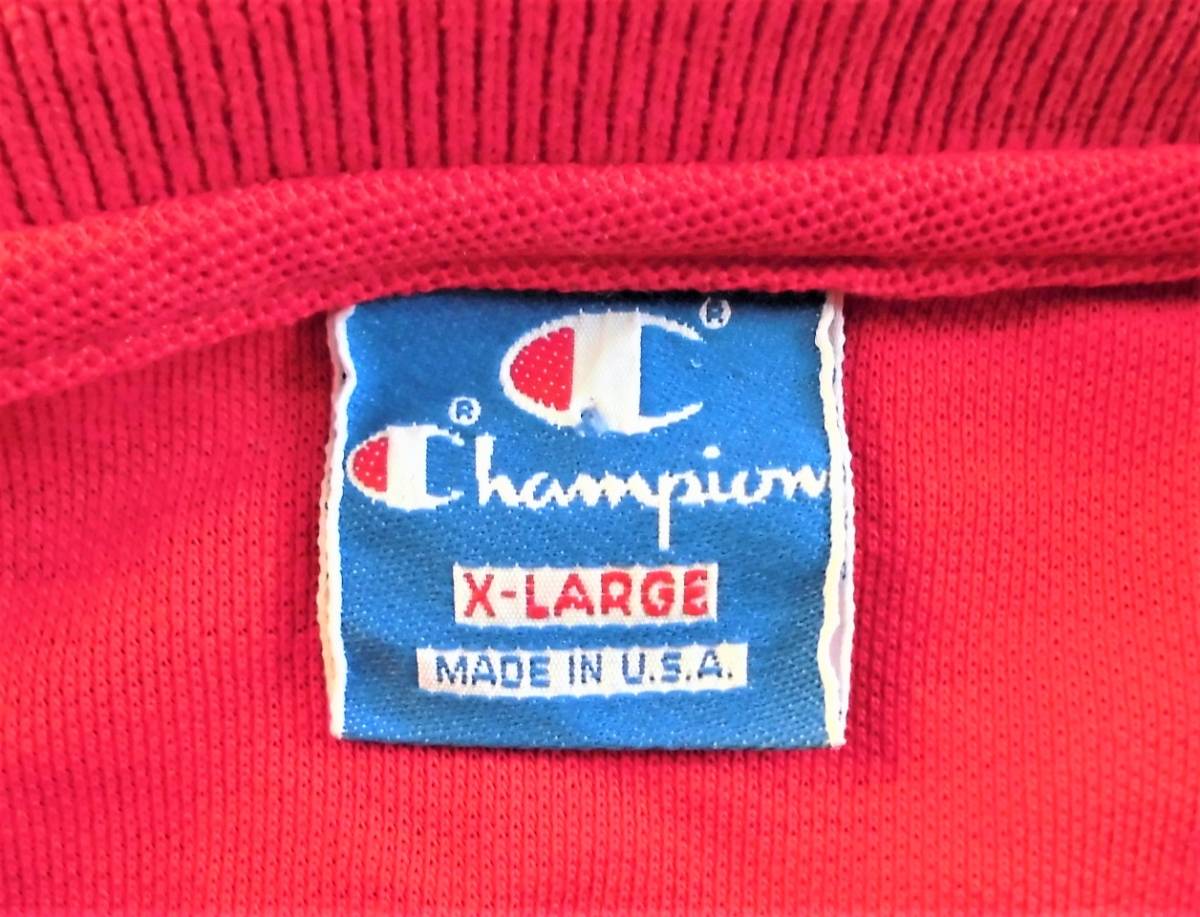 C®
Champion®
X-LARGE
MADE IN U.S.A.